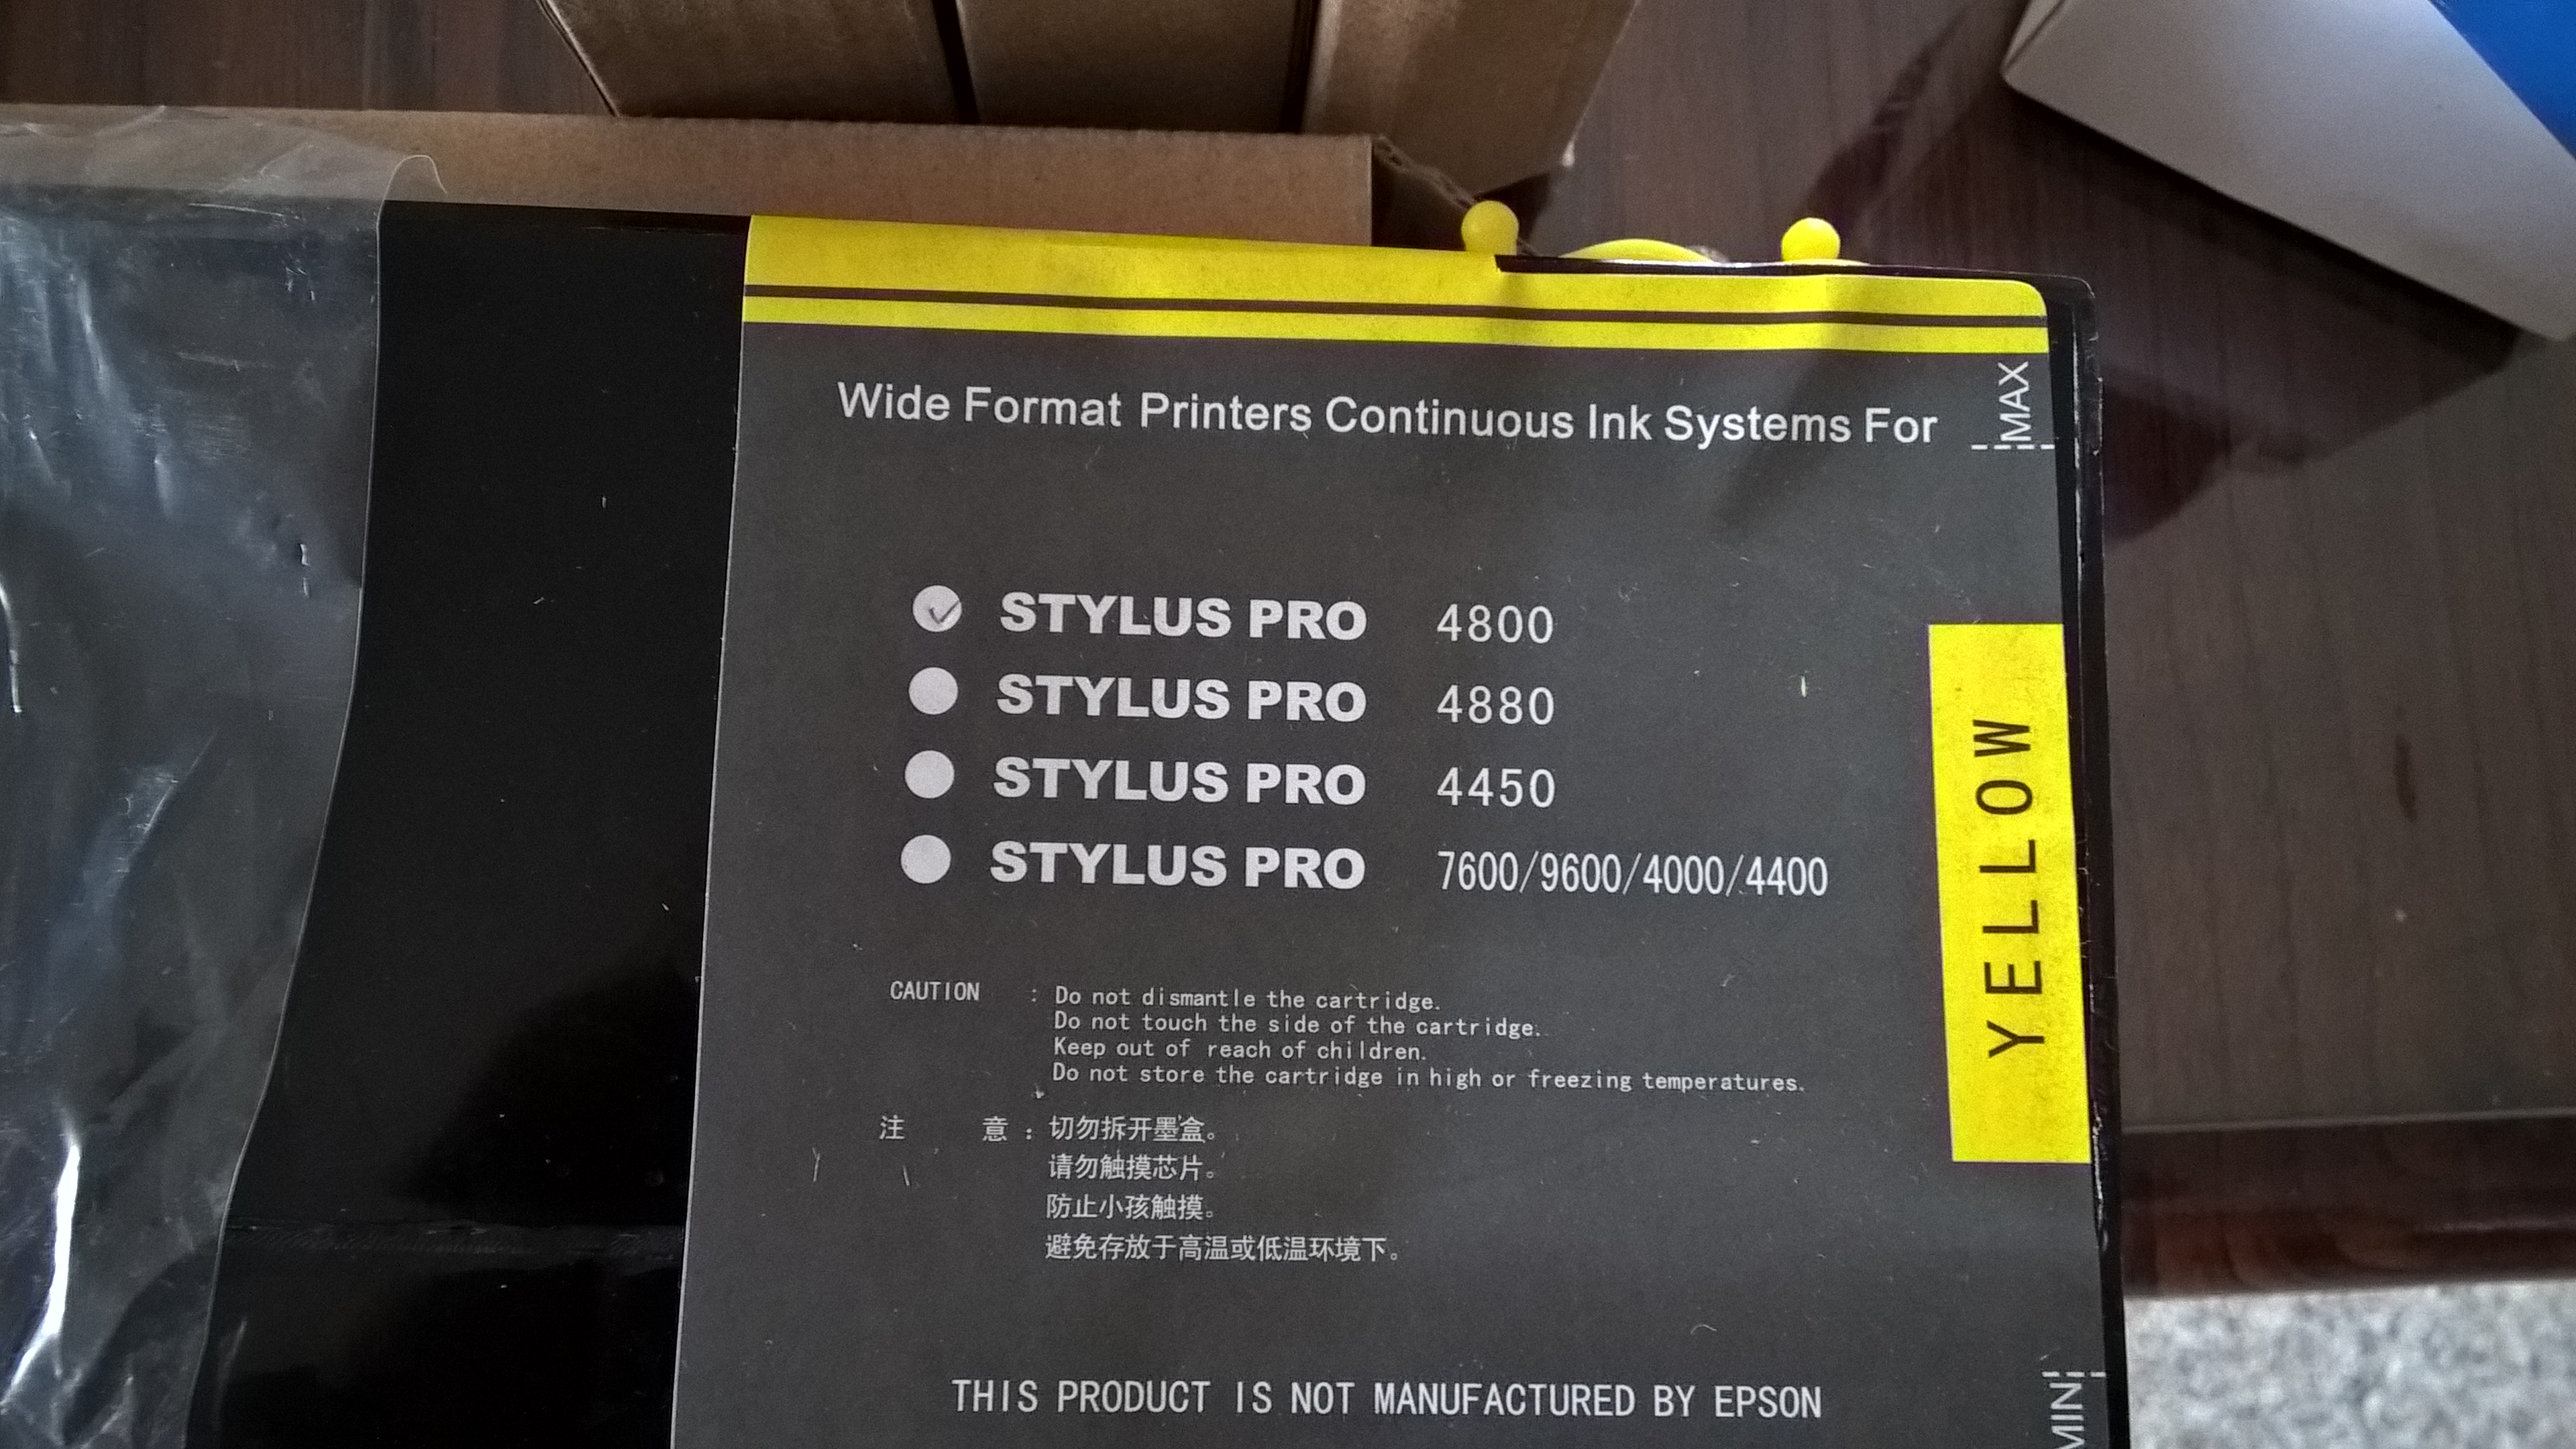 Wide Format Printers Continuous Ink Systems For
MAX
STYLUS PRO 4800
STYLUS PRO 4880
STYLUS PRO 4450
STYLUS PRO 7600/9600/4000/4400
YELLOW
CAUTION : Do not dismantle the cartridge.
Do not touch the side of the cartridge.
Keep out of reach of children.
Do not store the cartridge in high or freezing temperatures.
注 意：切勿拆开墨盒。
请勿触摸芯片。
防止小孩触摸。
避免存放于高温或低温环境下。
THIS PRODUCT IS NOT MANUFACTURED BY EPSON
MIN